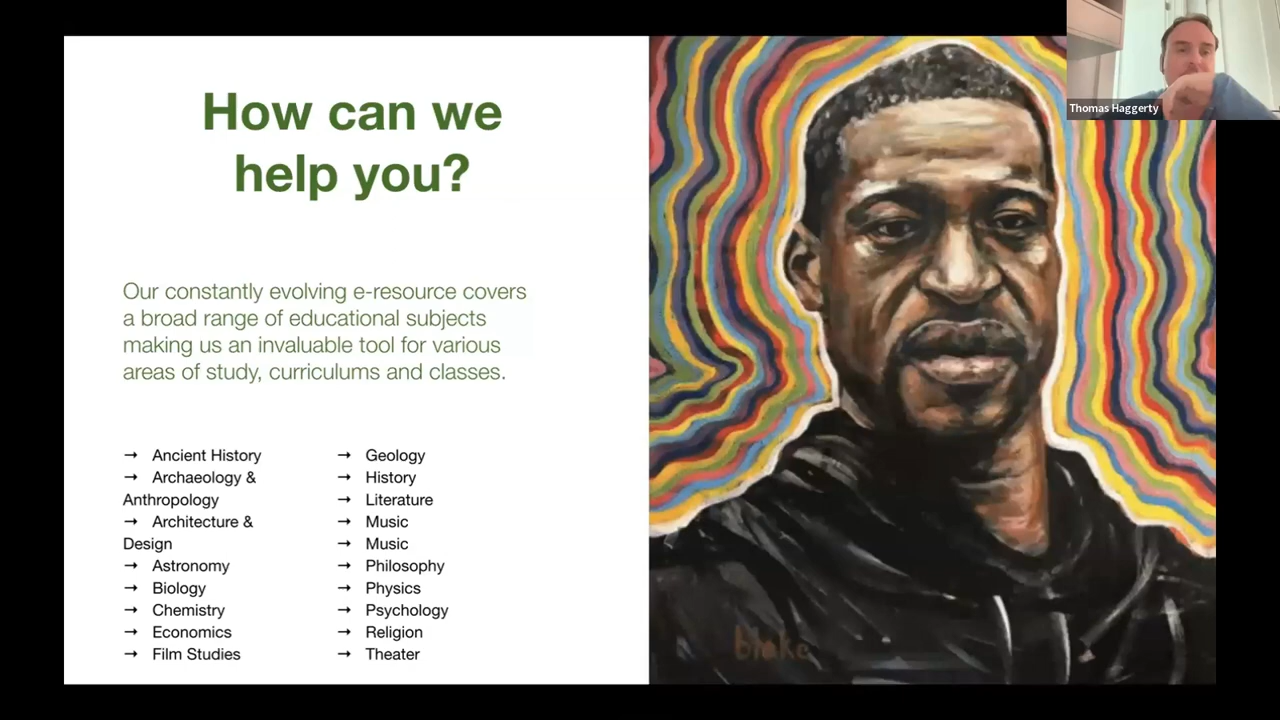 How can we
help you?
Our constantly evolving e-resource covers
a broad range of educational subjects
making us an invaluable tool for various
areas of study, curriculums and classes.
→ Ancient History
→ Archaeology &
Anthropology
→ Architecture &
Design
→ Astronomy
→ Biology
→ Chemistry
→ Economics
→ Film Studies
→ Geology
→ History
→ Literature
→ Music
→ Music
→ Philosophy
→ Physics
→ Psychology
→ Religion
→ Theater
blake
Thomas Haggerty